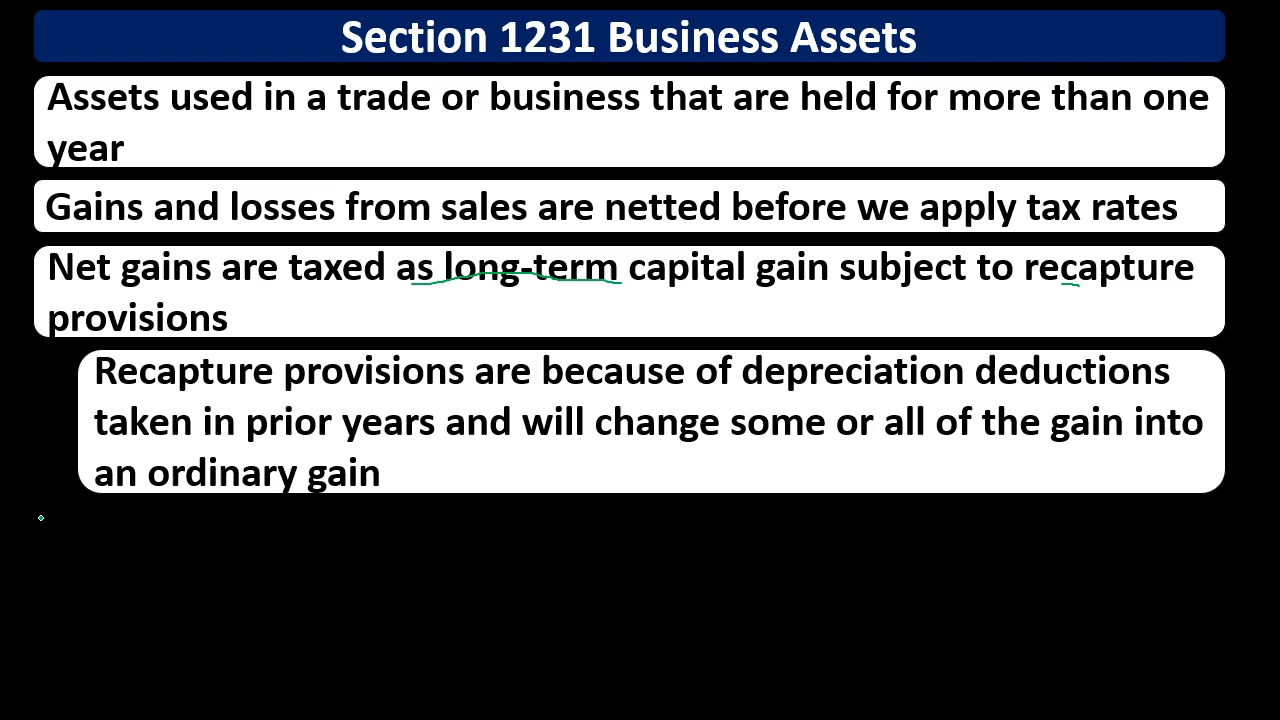 Section 1231 Business Assets
Assets used in a trade or business that are held for more than one
year
Gains and losses from sales are netted before we apply tax rates
Net gains are taxed as long-term capital gain subject to recapture
provisions
Recapture provisions are because of depreciation deductions
taken in prior years and will change some or all of the gain into
an ordinary gain